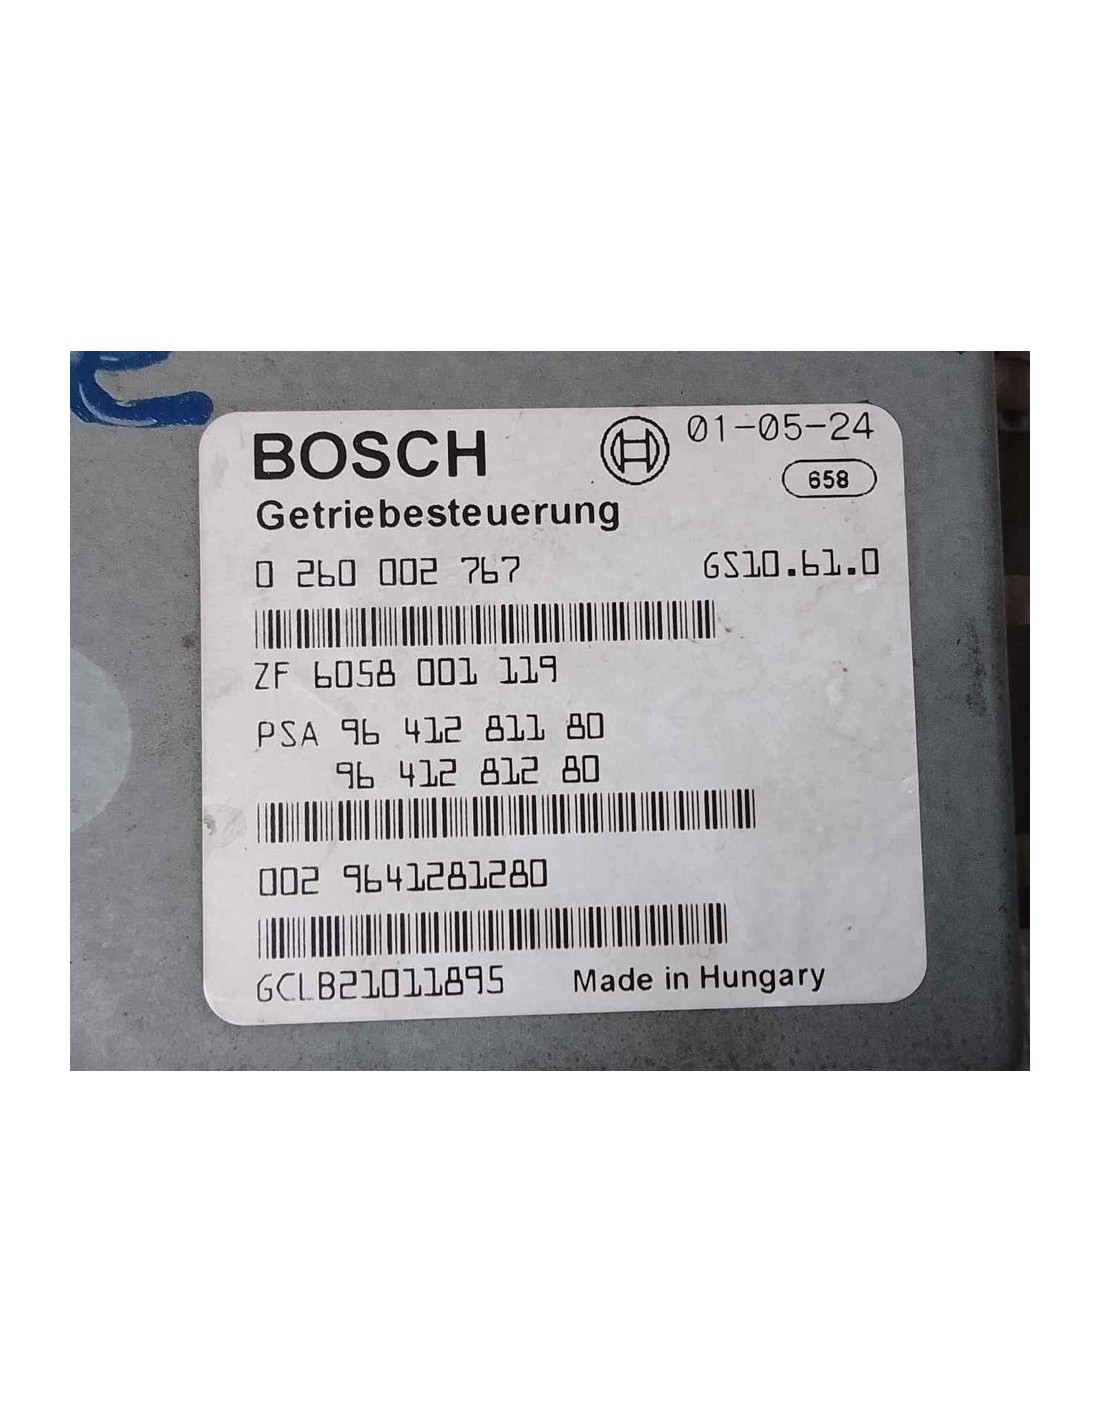 BOSCH
01-05-24
658
Getriebesteuerung
0 260 002 767
GS10.61.0
ZF 6058 001 119
PSA 96 412 811 80
96 412 812 80
002 9641281280
GCLB21011895
Made in Hungary